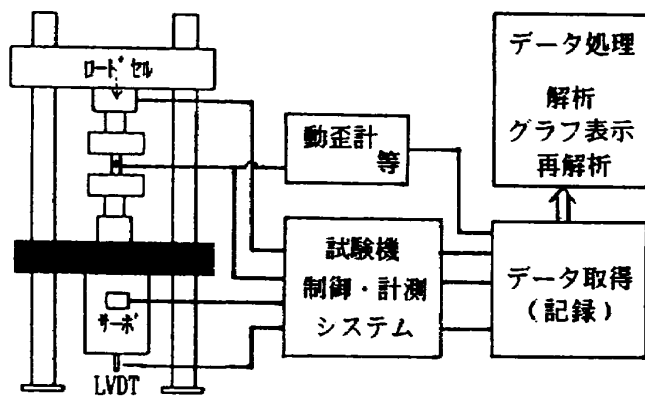 ロードセル
サーボ
LVDT
動歪計
等
試験機
制御・計測
システム
データ処理
解析
グラフ表示
再解析
データ取得
(記録)